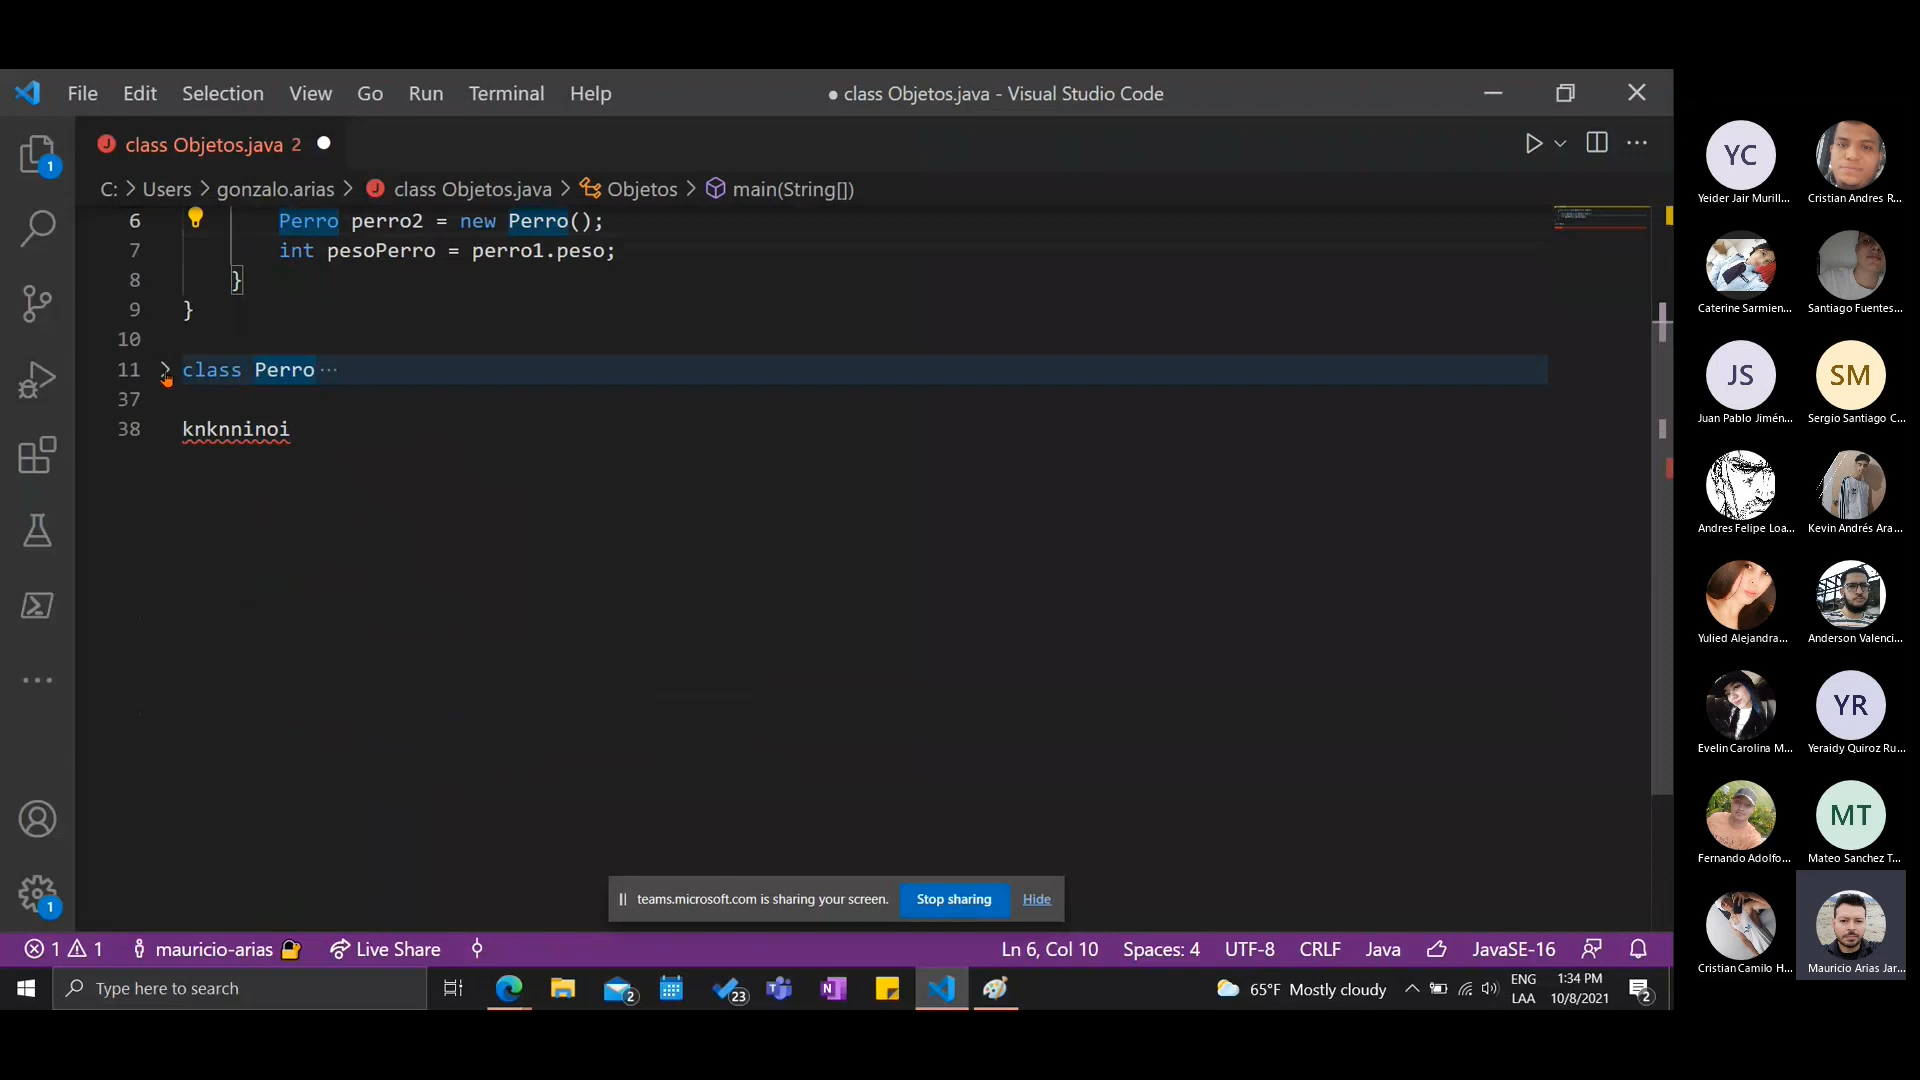 File Edit Selection View Go Run Terminal Help
● class Objetos.java - Visual Studio Code
class Objetos.java 2
C: > Users > gonzalo.arias > class Objetos.java > Objetos > main(String[])
6 Perro perro2 = new Perro();
7 int pesoPerro = perro1.peso;
8 }
9 }
10
11 class Perro ···
37
38 knknninoi
teams.microsoft.com is sharing your screen. Stop sharing Hide
1 1 mauricio-arias Live Share Ln 6, Col 10 Spaces: 4 UTF-8 CRLF Java JavaSE-16
Type here to search
2
23
65°F Mostly cloudy
ENG
LAA
1:34 PM
10/8/2021
2
1
1
YC
Yeider Jair Murill...
Cristian Andres R...
Caterine Sarmien...
Santiago Fuentes...
JS
Juan Pablo Jimén...
SM
Sergio Santiago C...
Andres Felipe Loa...
Kevin Andrés Ara...
Yulied Alejandra...
Anderson Valenci...
Evelin Carolina M...
YR
Yeraidy Quiroz Ru...
Fernando Adolfo...
MT
Mateo Sanchez T...
Cristian Camilo H...
Mauricio Arias Jar...